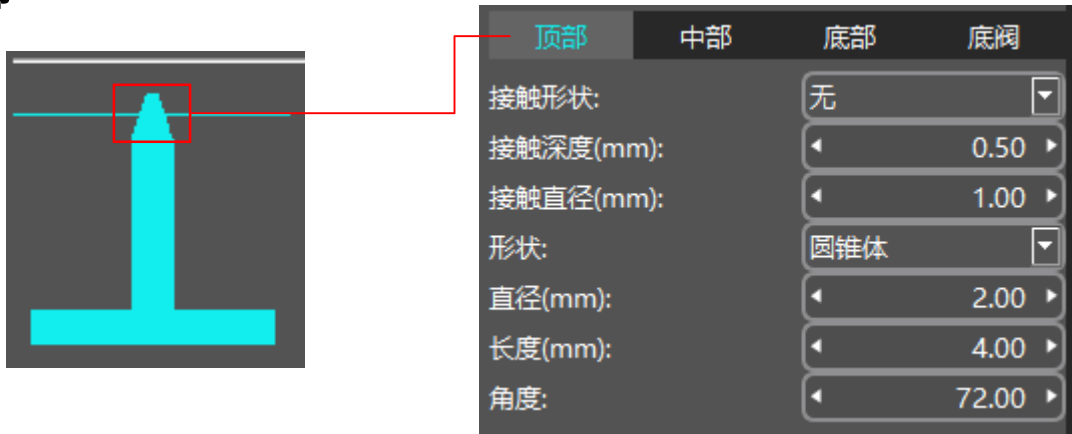 顶部 中部 底部 底阀
接触形状: 无
接触深度(mm): 0.50
接触直径(mm): 1.00
形状: 圆锥体
直径(mm): 2.00
长度(mm): 4.00
角度: 72.00